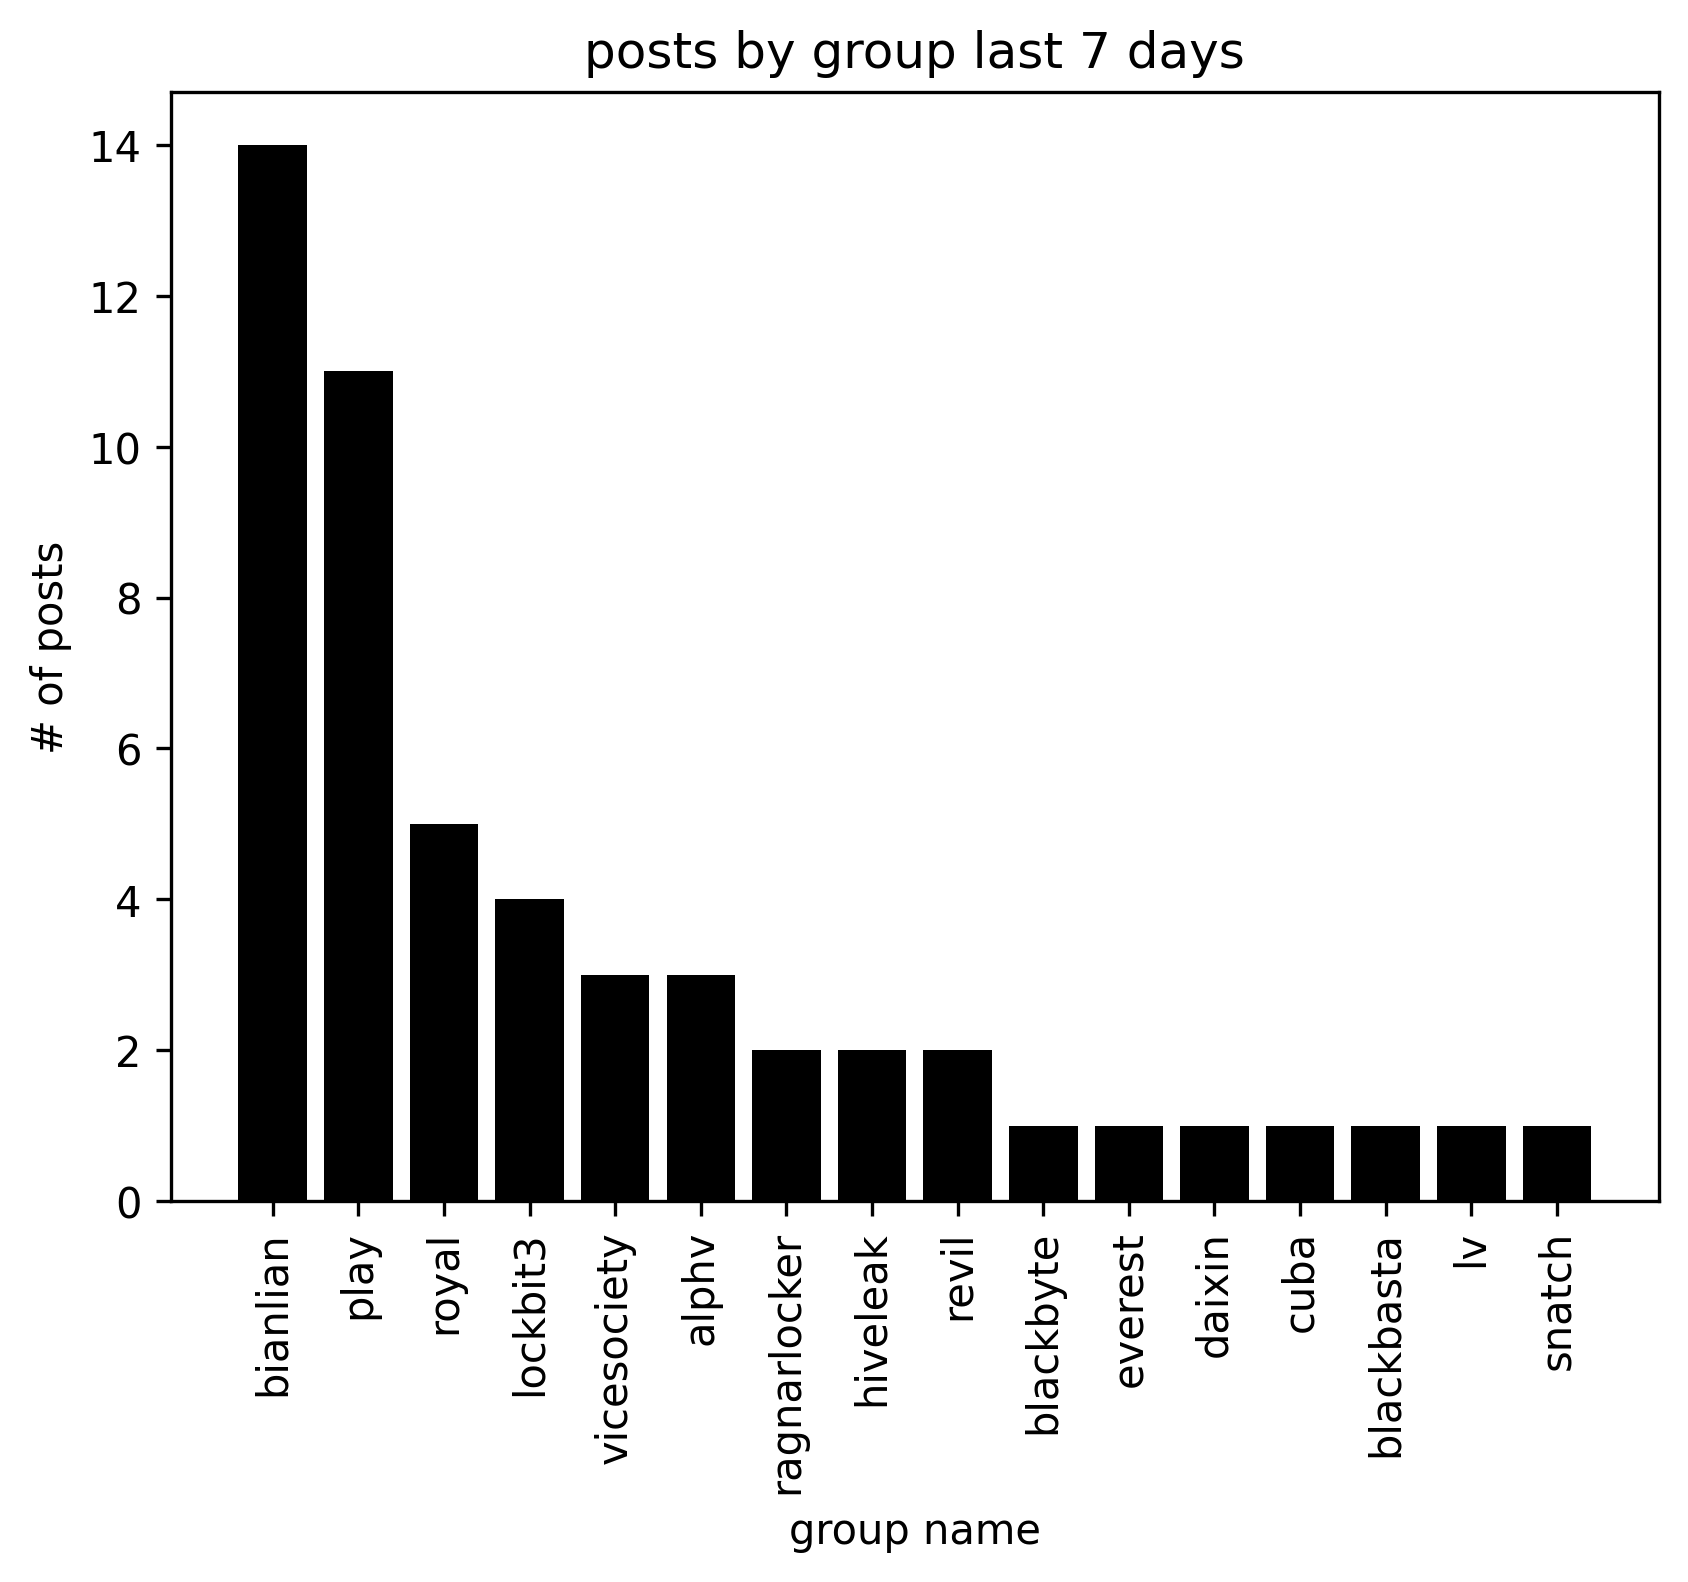 posts by group last 7 days
# of posts
14
12
10
8
6
4
2
0
bianlian
play
royal
lockbit3
vicesociety
alphv
ragnarlocker
hiveleak
revil
blackbyte
everest
daixin
cuba
blackbasta
lv
snatch
group name